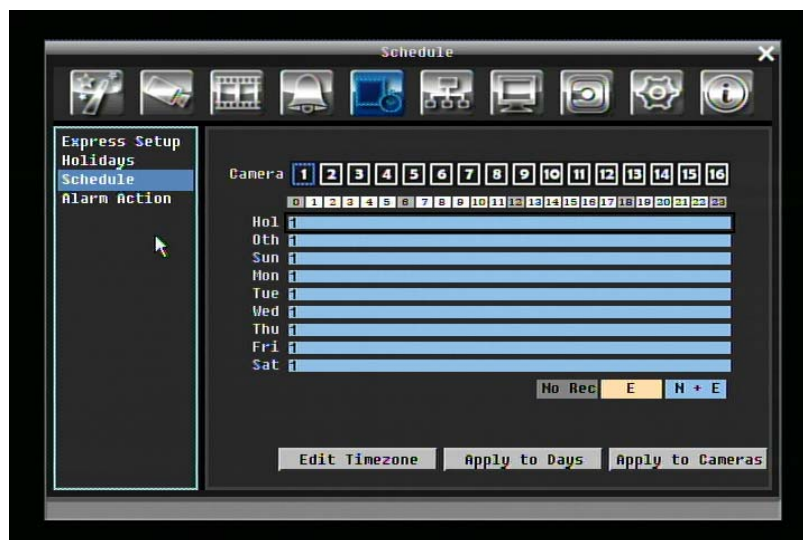 Schedule
Express Setup
Holidays
Schedule
Alarm Action
Camera 1 2 3 4 5 6 7 8 9 10 11 12 13 14 15 16
0 1 2 3 4 5 6 7 8 9 10 11 12 13 14 15 16 17 18 19 20 21 22 23
Hol 1
Oth 1
Sun 1
Mon 1
Tue 1
Wed 1
Thu 1
Fri 1
Sat 1
No Rec E N + E
Edit Timezone Apply to Days Apply to Cameras